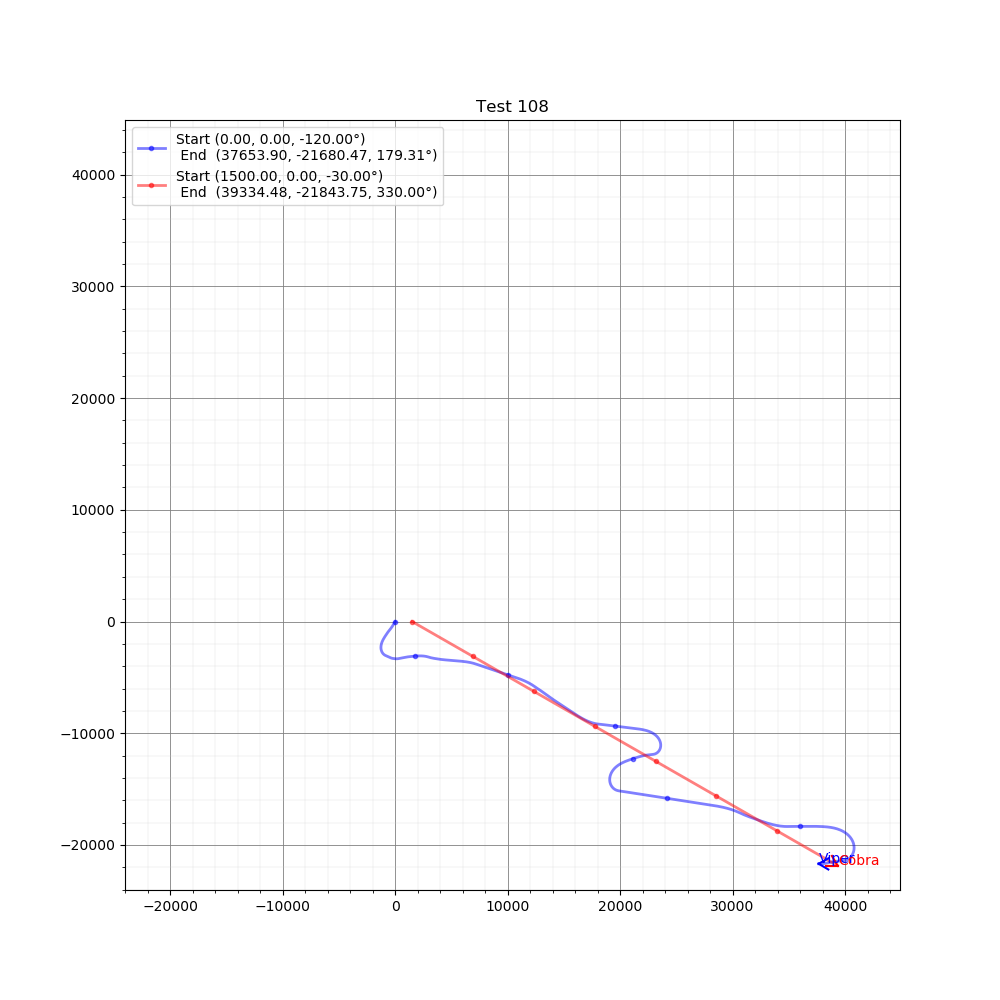 Test 108
Start (0.00, 0.00, -120.00°)
End (37653.90, -21680.47, 179.31°)
Start (1500.00, 0.00, -30.00°)
End (39334.48, -21843.75, 330.00°)
40000
30000
20000
10000
0
−10000
−20000
Viper
Cobra
−20000 −10000 0 10000 20000 30000 40000